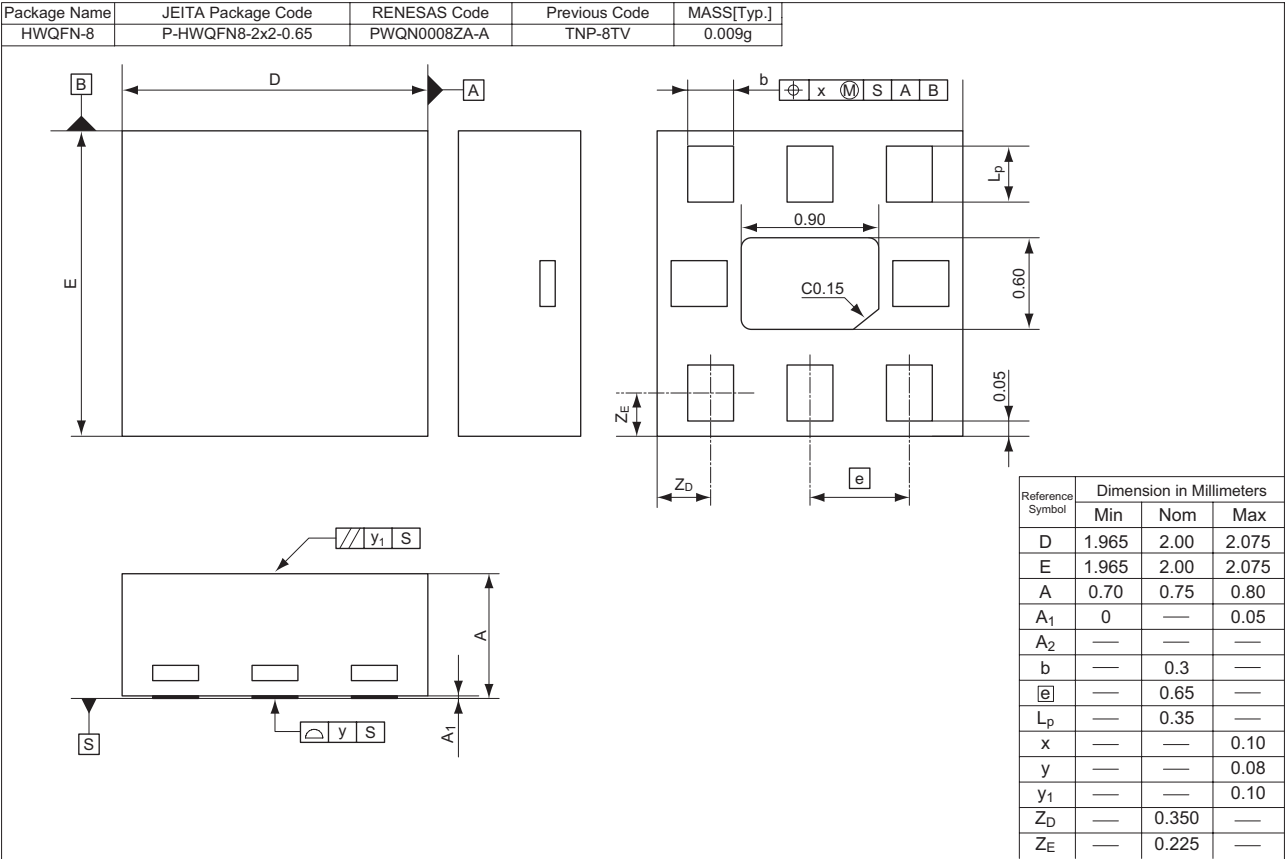 Package Name JEITA Package Code RENESAS Code Previous Code MASS[Typ.]
HWQFN-8 P-HWQFN8-2x2-0.65 PWQN0008ZA-A TNP-8TV 0.009g
B
D
A
E
b
⌖ x Ⓜ S A B
Lp
0.90
0.60
C0.15
0.05
ZE
ZD
e
// y1 S
A
A1
S
⌓ y S
Reference Symbol Dimension in Millimeters
Min Nom Max
D 1.965 2.00 2.075
E 1.965 2.00 2.075
A 0.70 0.75 0.80
A1 0 — 0.05
A2 — — —
b — 0.3 —
e — 0.65 —
Lp — 0.35 —
x — — 0.10
y — — 0.08
y1 — — 0.10
ZD — 0.350 —
ZE — 0.225 —